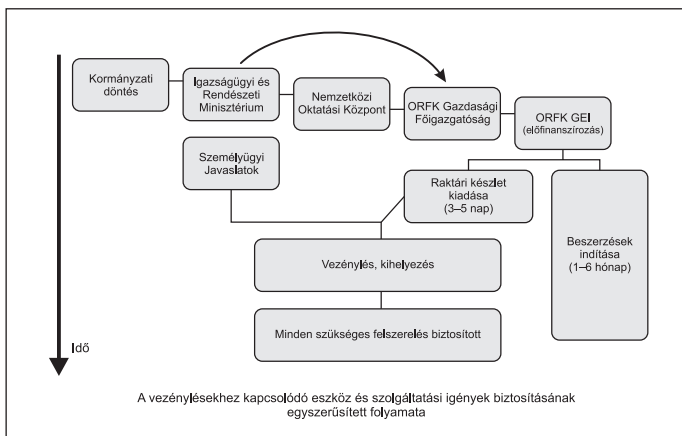 Kormányzati
döntés
Igazságügyi és
Rendészeti
Minisztérium
Nemzetközi
Oktatási Központ
ORFK Gazdasági
Főigazgatóság
ORFK GEI
(előfinanszírozás)
Személyügyi
Javaslatok
Raktári készlet
kiadása
(3–5 nap)
Beszerzések
indítása
(1–6 hónap)
Vezénylés, kihelyezés
Minden szükséges felszerelés biztosított
Idő
A vezénylésekhez kapcsolódó eszköz és szolgáltatási igények biztosításának
egyszerűsített folyamata